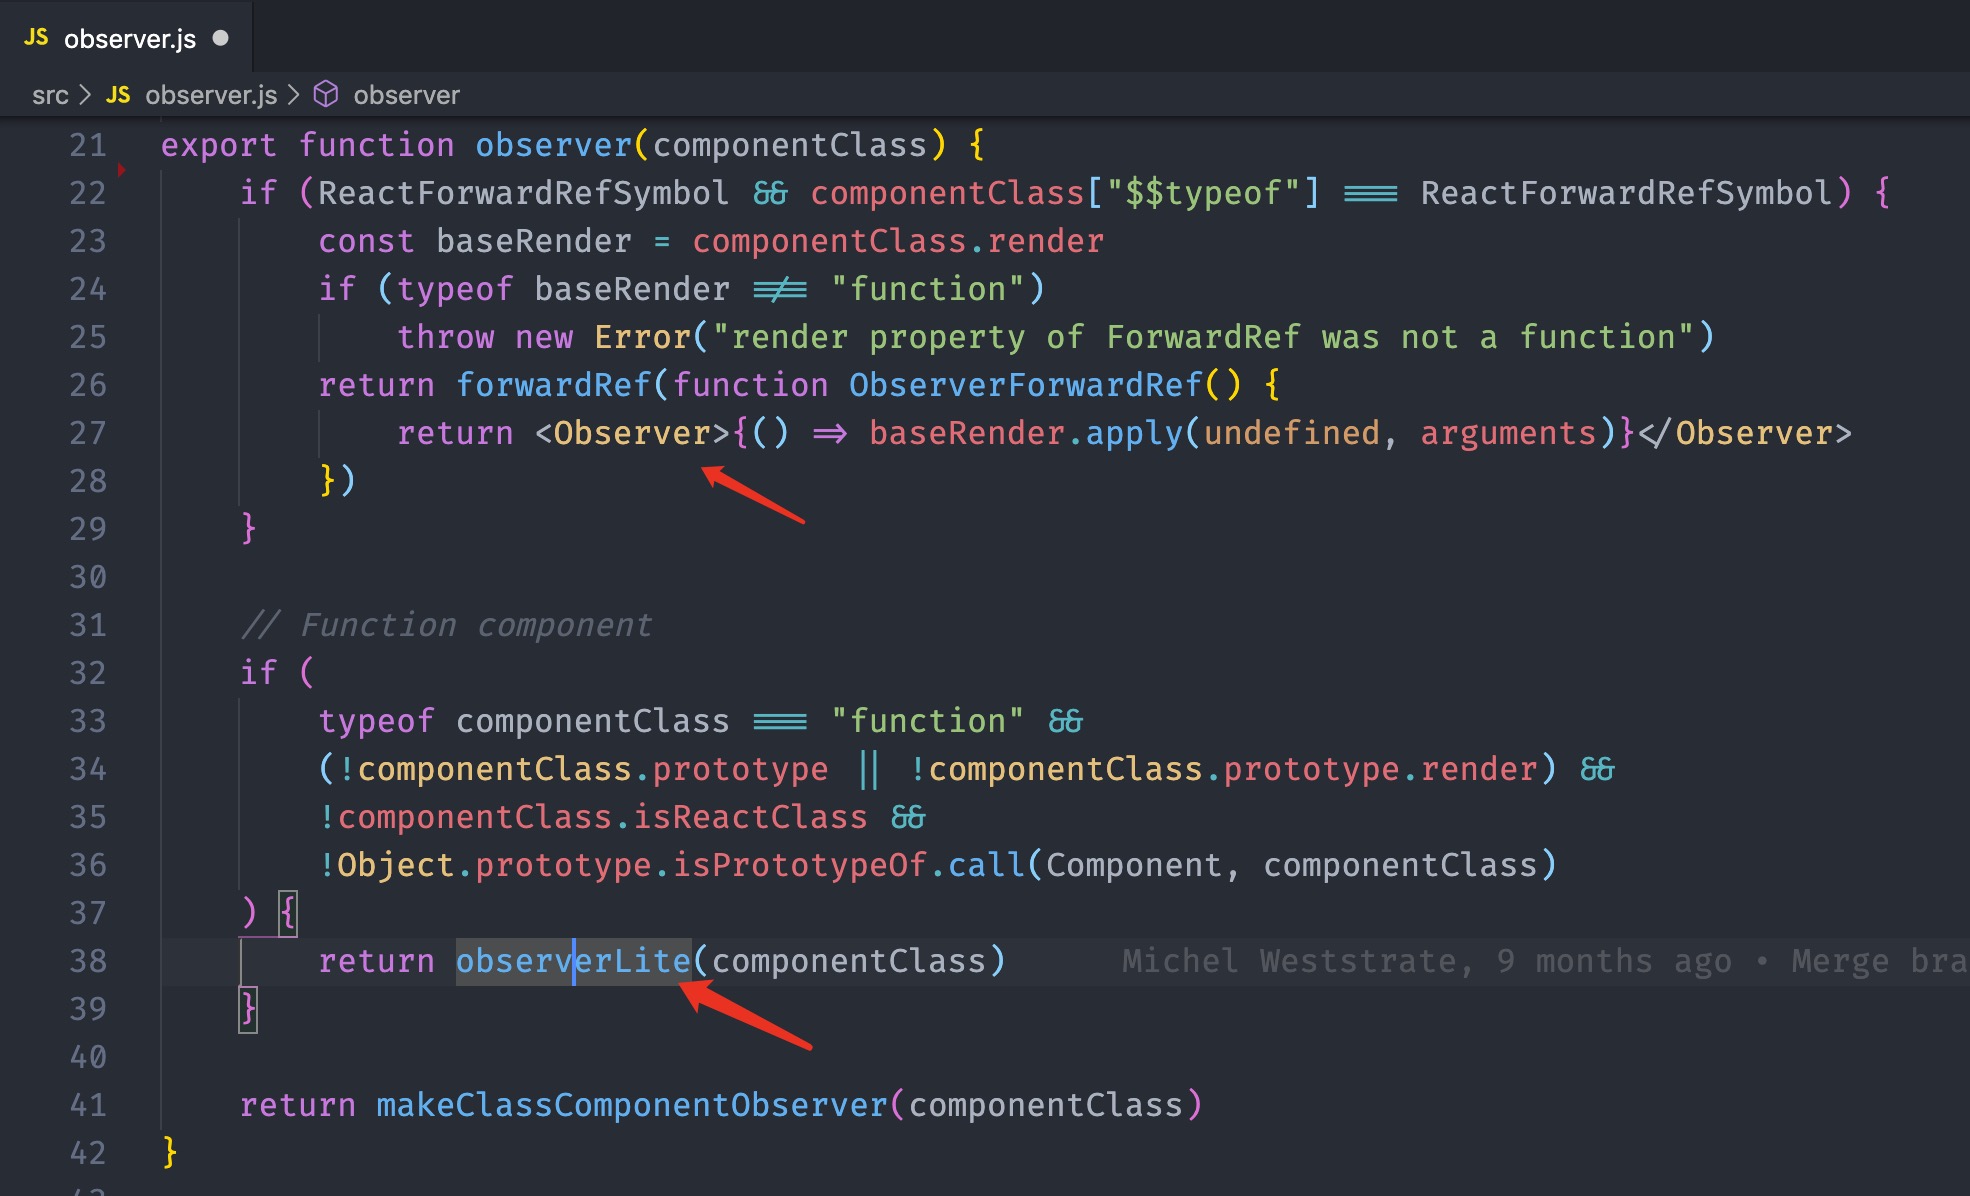 JS observer.js
src > JS observer.js > observer
21 export function observer(componentClass) {
22 if (ReactForwardRefSymbol && componentClass["$$typeof"] === ReactForwardRefSymbol) {
23 const baseRender = componentClass.render
24 if (typeof baseRender !== "function")
25 throw new Error("render property of ForwardRef was not a function")
26 return forwardRef(function ObserverForwardRef() {
27 return <Observer>{() => baseRender.apply(undefined, arguments)}</Observer>
28 })
29 }
30
31 // Function component
32 if (
33 typeof componentClass === "function" &&
34 (!componentClass.prototype || !componentClass.prototype.render) &&
35 !componentClass.isReactClass &&
36 !Object.prototype.isPrototypeOf.call(Component, componentClass)
37 ) {
38 return observerLite(componentClass) Michel Weststrate, 9 months ago • Merge bra
39 }
40
41 return makeClassComponentObserver(componentClass)
42 }